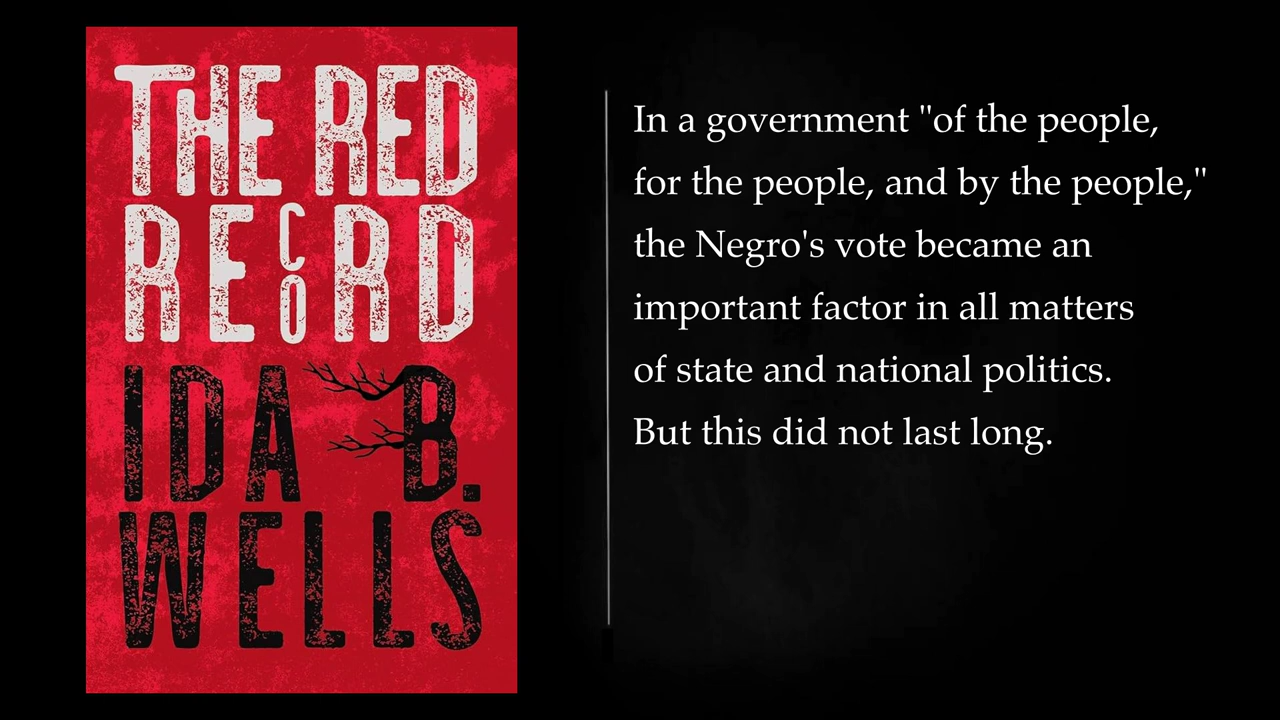 THE RED
RECORD
IDA B.
WELLS
In a government "of the people,
for the people, and by the people,"
the Negro's vote became an
important factor in all matters
of state and national politics.
But this did not last long.